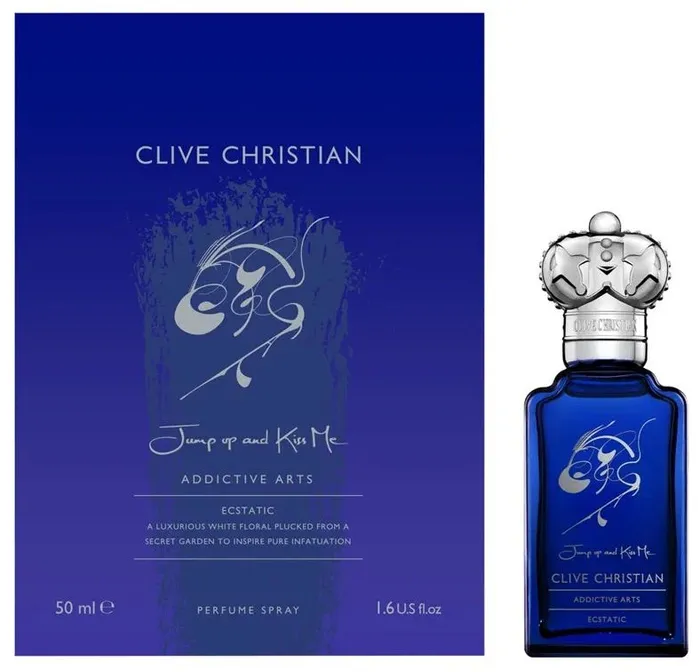 CLIVE CHRISTIAN
Jump up and Kiss Me
ADDICTIVE ARTS
ECSTATIC
A LUXURIOUS WHITE FLORAL PLUCKED FROM A
SECRET GARDEN TO INSPIRE PURE INFATUATION
50 ml e
PERFUME SPRAY
1.6 U.S fl.oz
CLIVE CHRISTIAN
Jump up and Kiss Me
CLIVE CHRISTIAN
ADDICTIVE ARTS
ECSTATIC